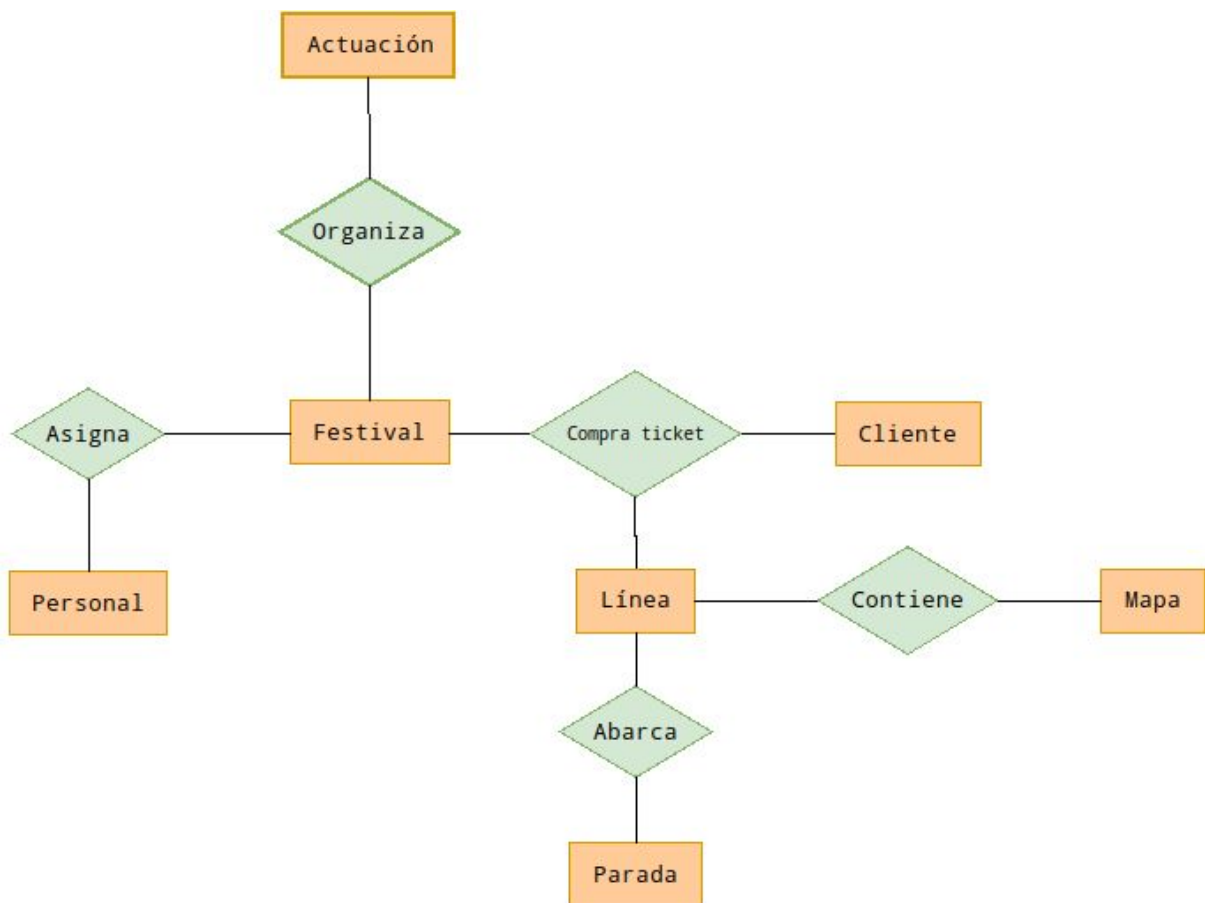 Actuación
Organiza
Asigna
Festival
Compra ticket
Cliente
Personal
Línea
Contiene
Mapa
Abarca
Parada